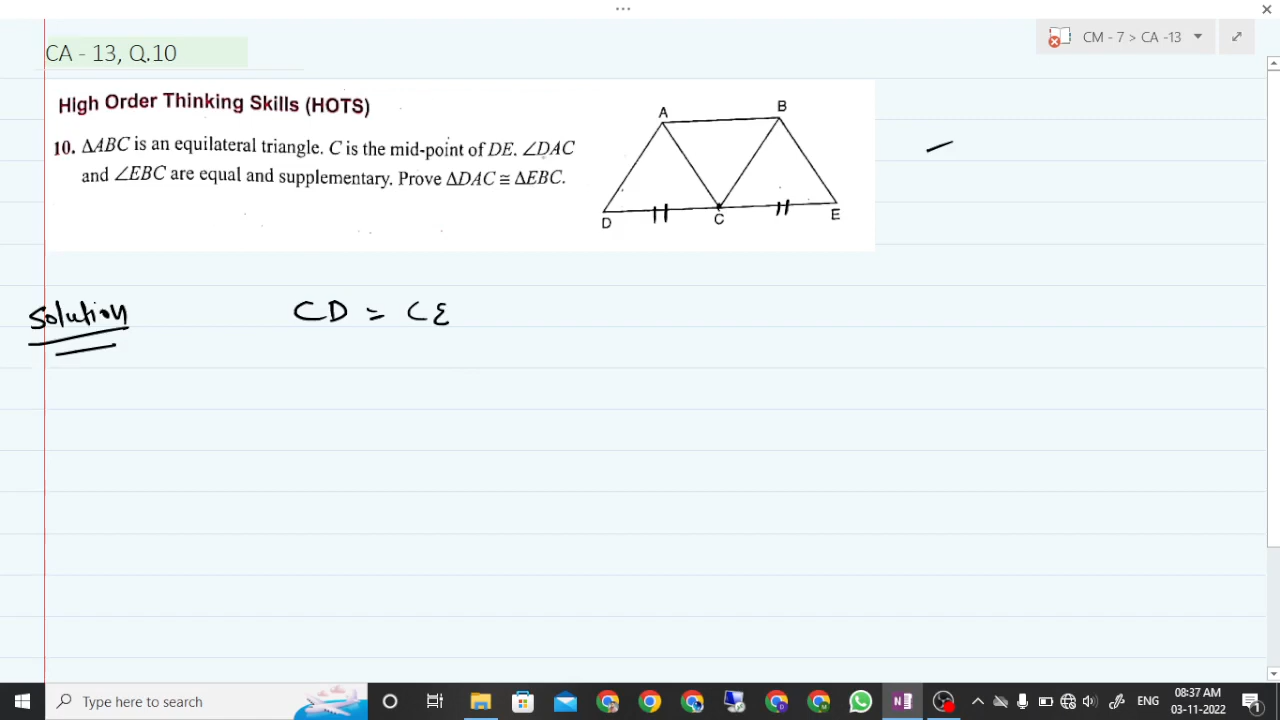 CA - 13, Q.10
CM - 7 > CA -13
High Order Thinking Skills (HOTS)
10. ΔABC is an equilateral triangle. C is the mid-point of DE. ∠DAC
and ∠EBC are equal and supplementary. Prove ΔDAC ≅ ΔEBC.
A
B
D
C
E
Solution
CD = CE
Type here to search
ENG
08:37 AM
03-11-2022
1